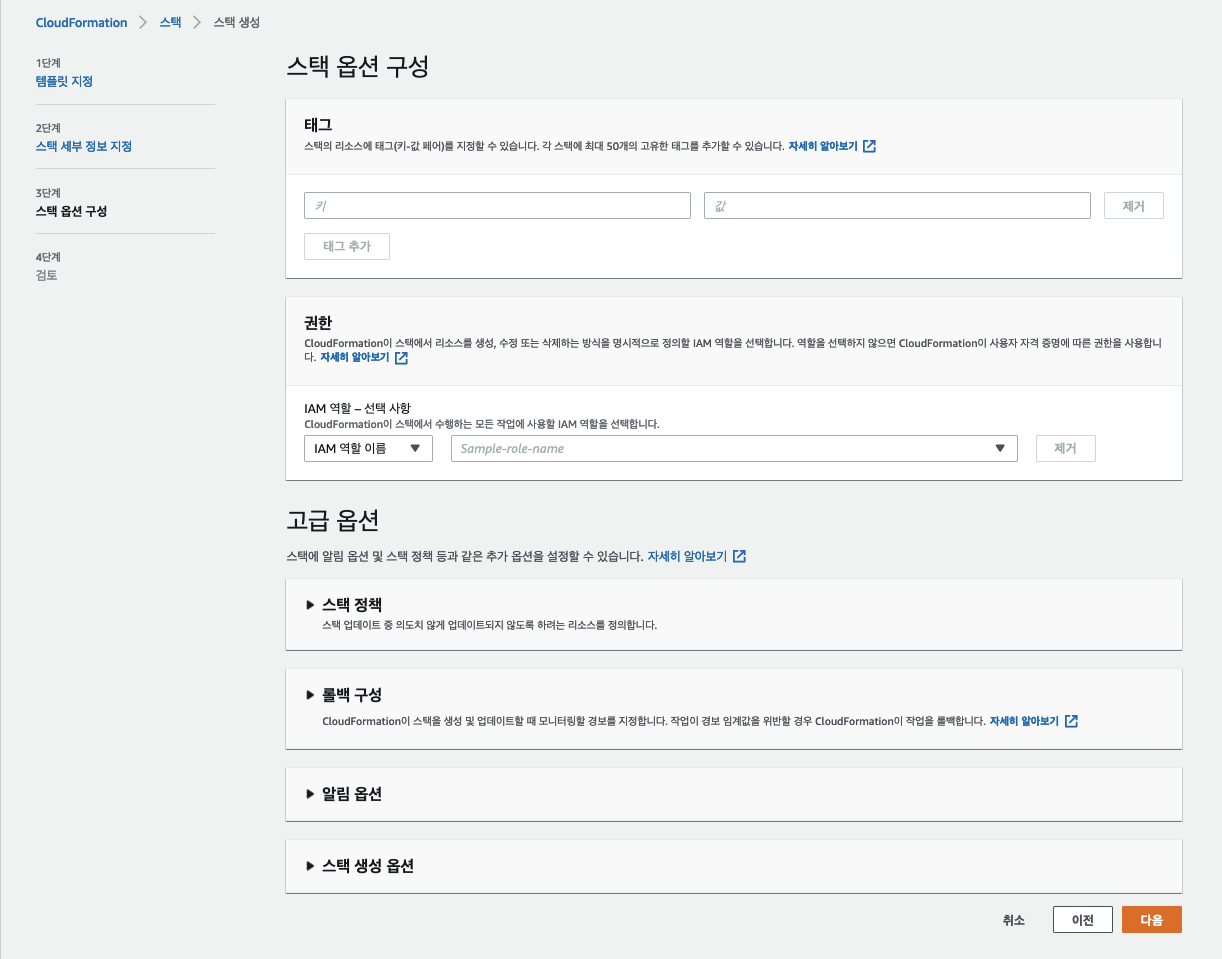 CloudFormation > 스택 > 스택 생성
1단계
템플릿 지정
2단계
스택 세부 정보 지정
3단계
스택 옵션 구성
4단계
검토
스택 옵션 구성
태그
스택의 리소스에 태그(키-값 페어)를 지정할 수 있습니다. 각 스택에 최대 50개의 고유한 태그를 추가할 수 있습니다. 자세히 알아보기
키 값 제거
태그 추가
권한
CloudFormation이 스택에서 리소스를 생성, 수정 또는 삭제하는 방식을 명시적으로 정의할 IAM 역할을 선택합니다. 역할을 선택하지 않으면 CloudFormation이 사용자 자격 증명에 따른 권한을 사용합니
다. 자세히 알아보기
IAM 역할 – 선택 사항
CloudFormation이 스택에서 수행하는 모든 작업에 사용할 IAM 역할을 선택합니다.
IAM 역할 이름 Sample-role-name 제거
고급 옵션
스택에 알림 옵션 및 스택 정책 등과 같은 추가 옵션을 설정할 수 있습니다. 자세히 알아보기
스택 정책
스택 업데이트 중 의도치 않게 업데이트되지 않도록 하려는 리소스를 정의합니다.
롤백 구성
CloudFormation이 스택을 생성 및 업데이트할 때 모니터링할 경보를 지정합니다. 작업이 경보 임계값을 위반할 경우 CloudFormation이 작업을 롤백합니다. 자세히 알아보기
알림 옵션
스택 생성 옵션
취소 이전 다음